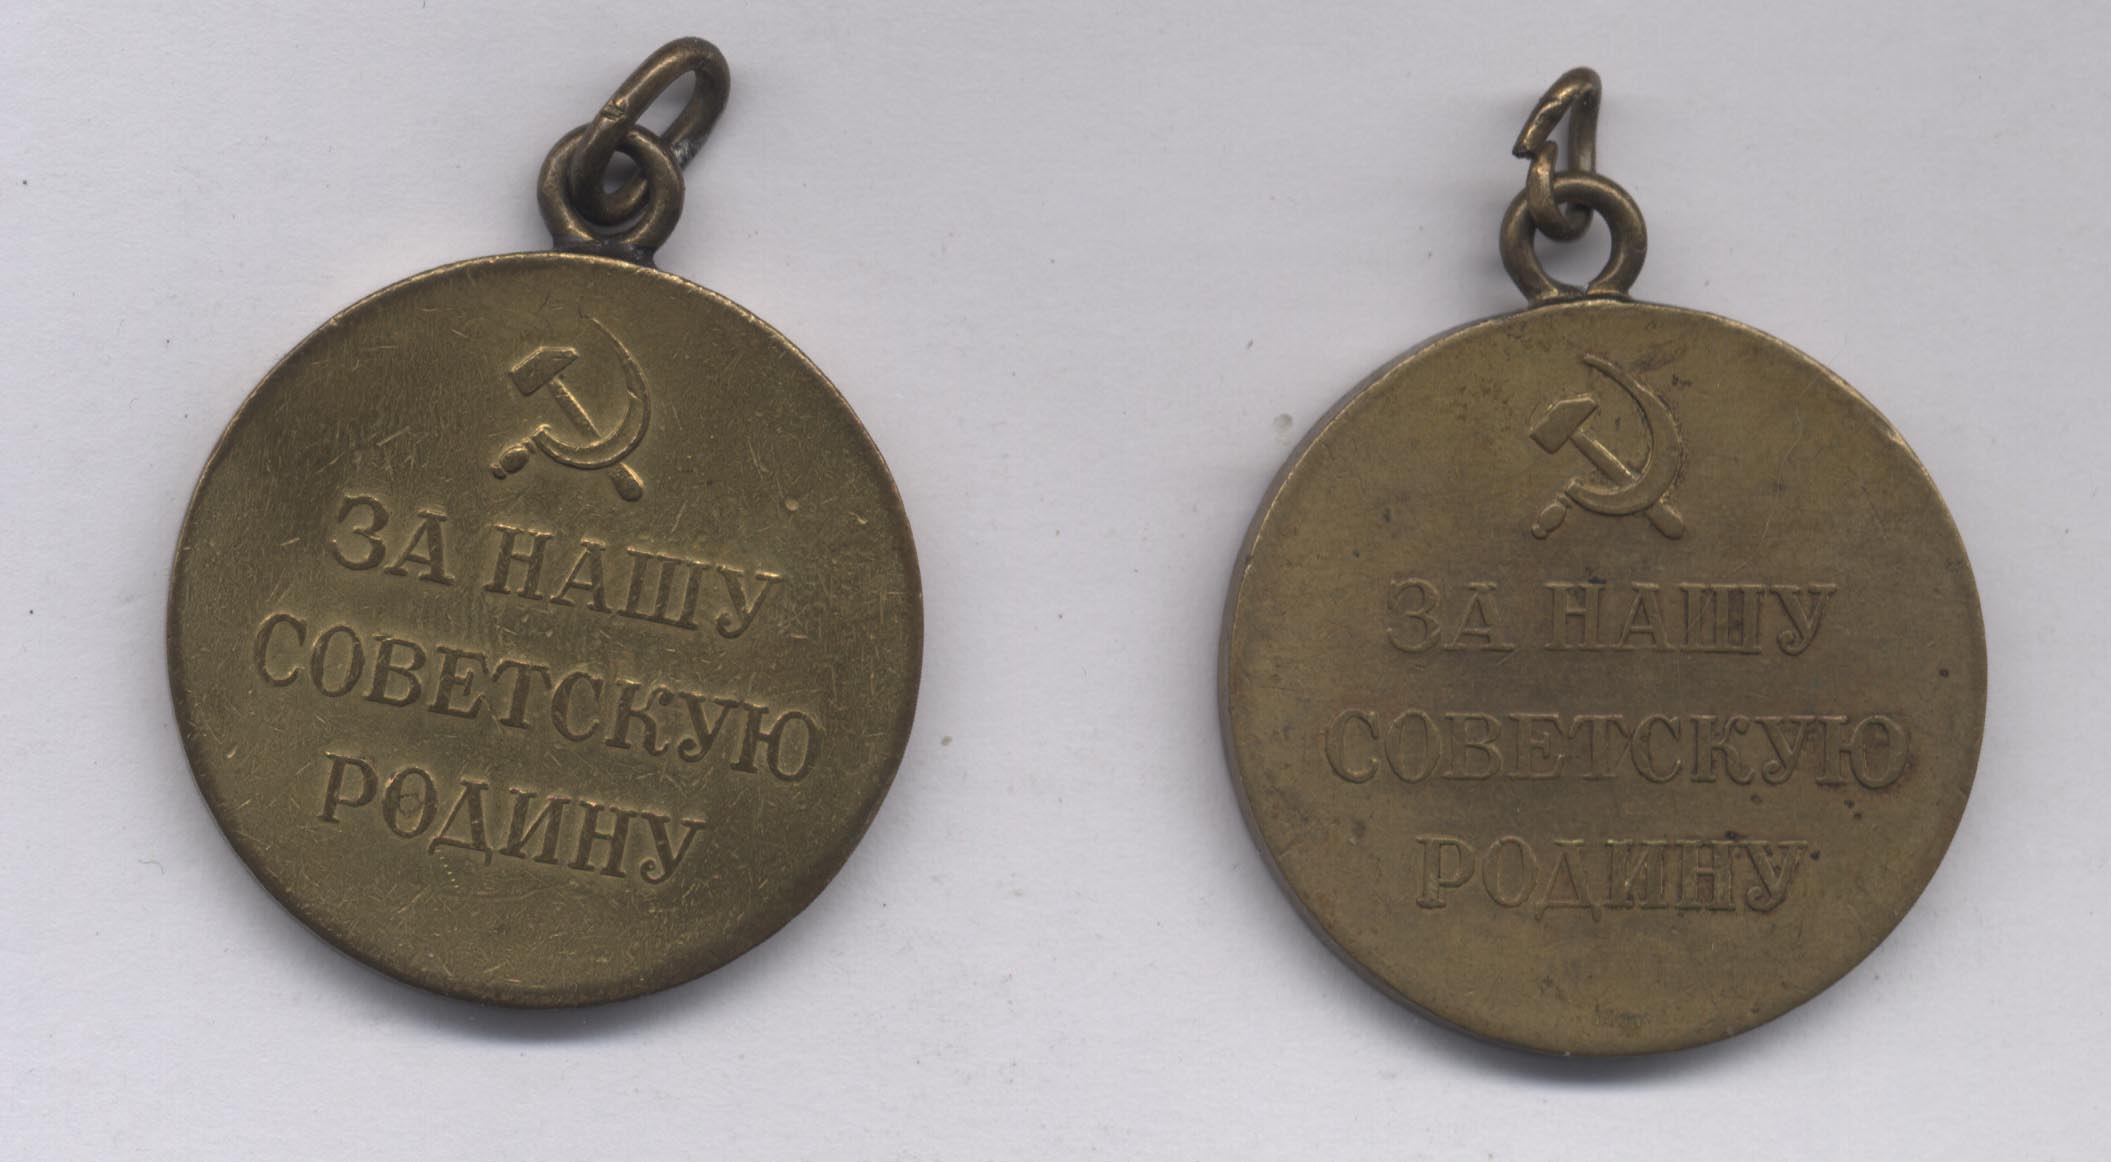 ЗА НАШУ
СОВЕТСКУЮ
РОДИНУ
ЗА НАШУ
СОВЕТСКУЮ
РОДИНУ